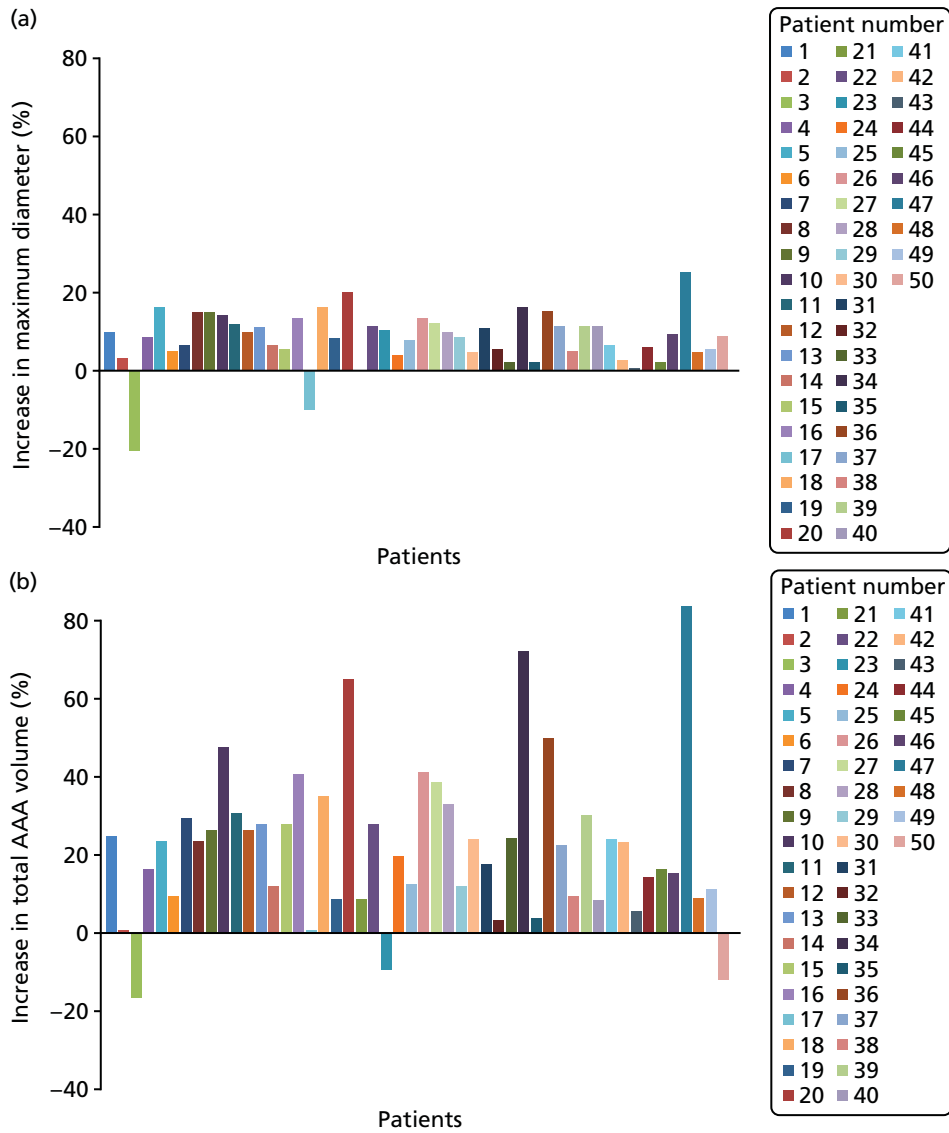 (a)
Increase in maximum diameter (%)
80
60
40
20
0
−20
−40
Patients
Patient number
1 21 41
2 22 42
3 23 43
4 24 44
5 25 45
6 26 46
7 27 47
8 28 48
9 29 49
10 30 50
11 31
12 32
13 33
14 34
15 35
16 36
17 37
18 38
19 39
20 40
(b)
Increase in total AAA volume (%)
80
60
40
20
0
−20
−40
Patients
Patient number
1 21 41
2 22 42
3 23 43
4 24 44
5 25 45
6 26 46
7 27 47
8 28 48
9 29 49
10 30 50
11 31
12 32
13 33
14 34
15 35
16 36
17 37
18 38
19 39
20 40